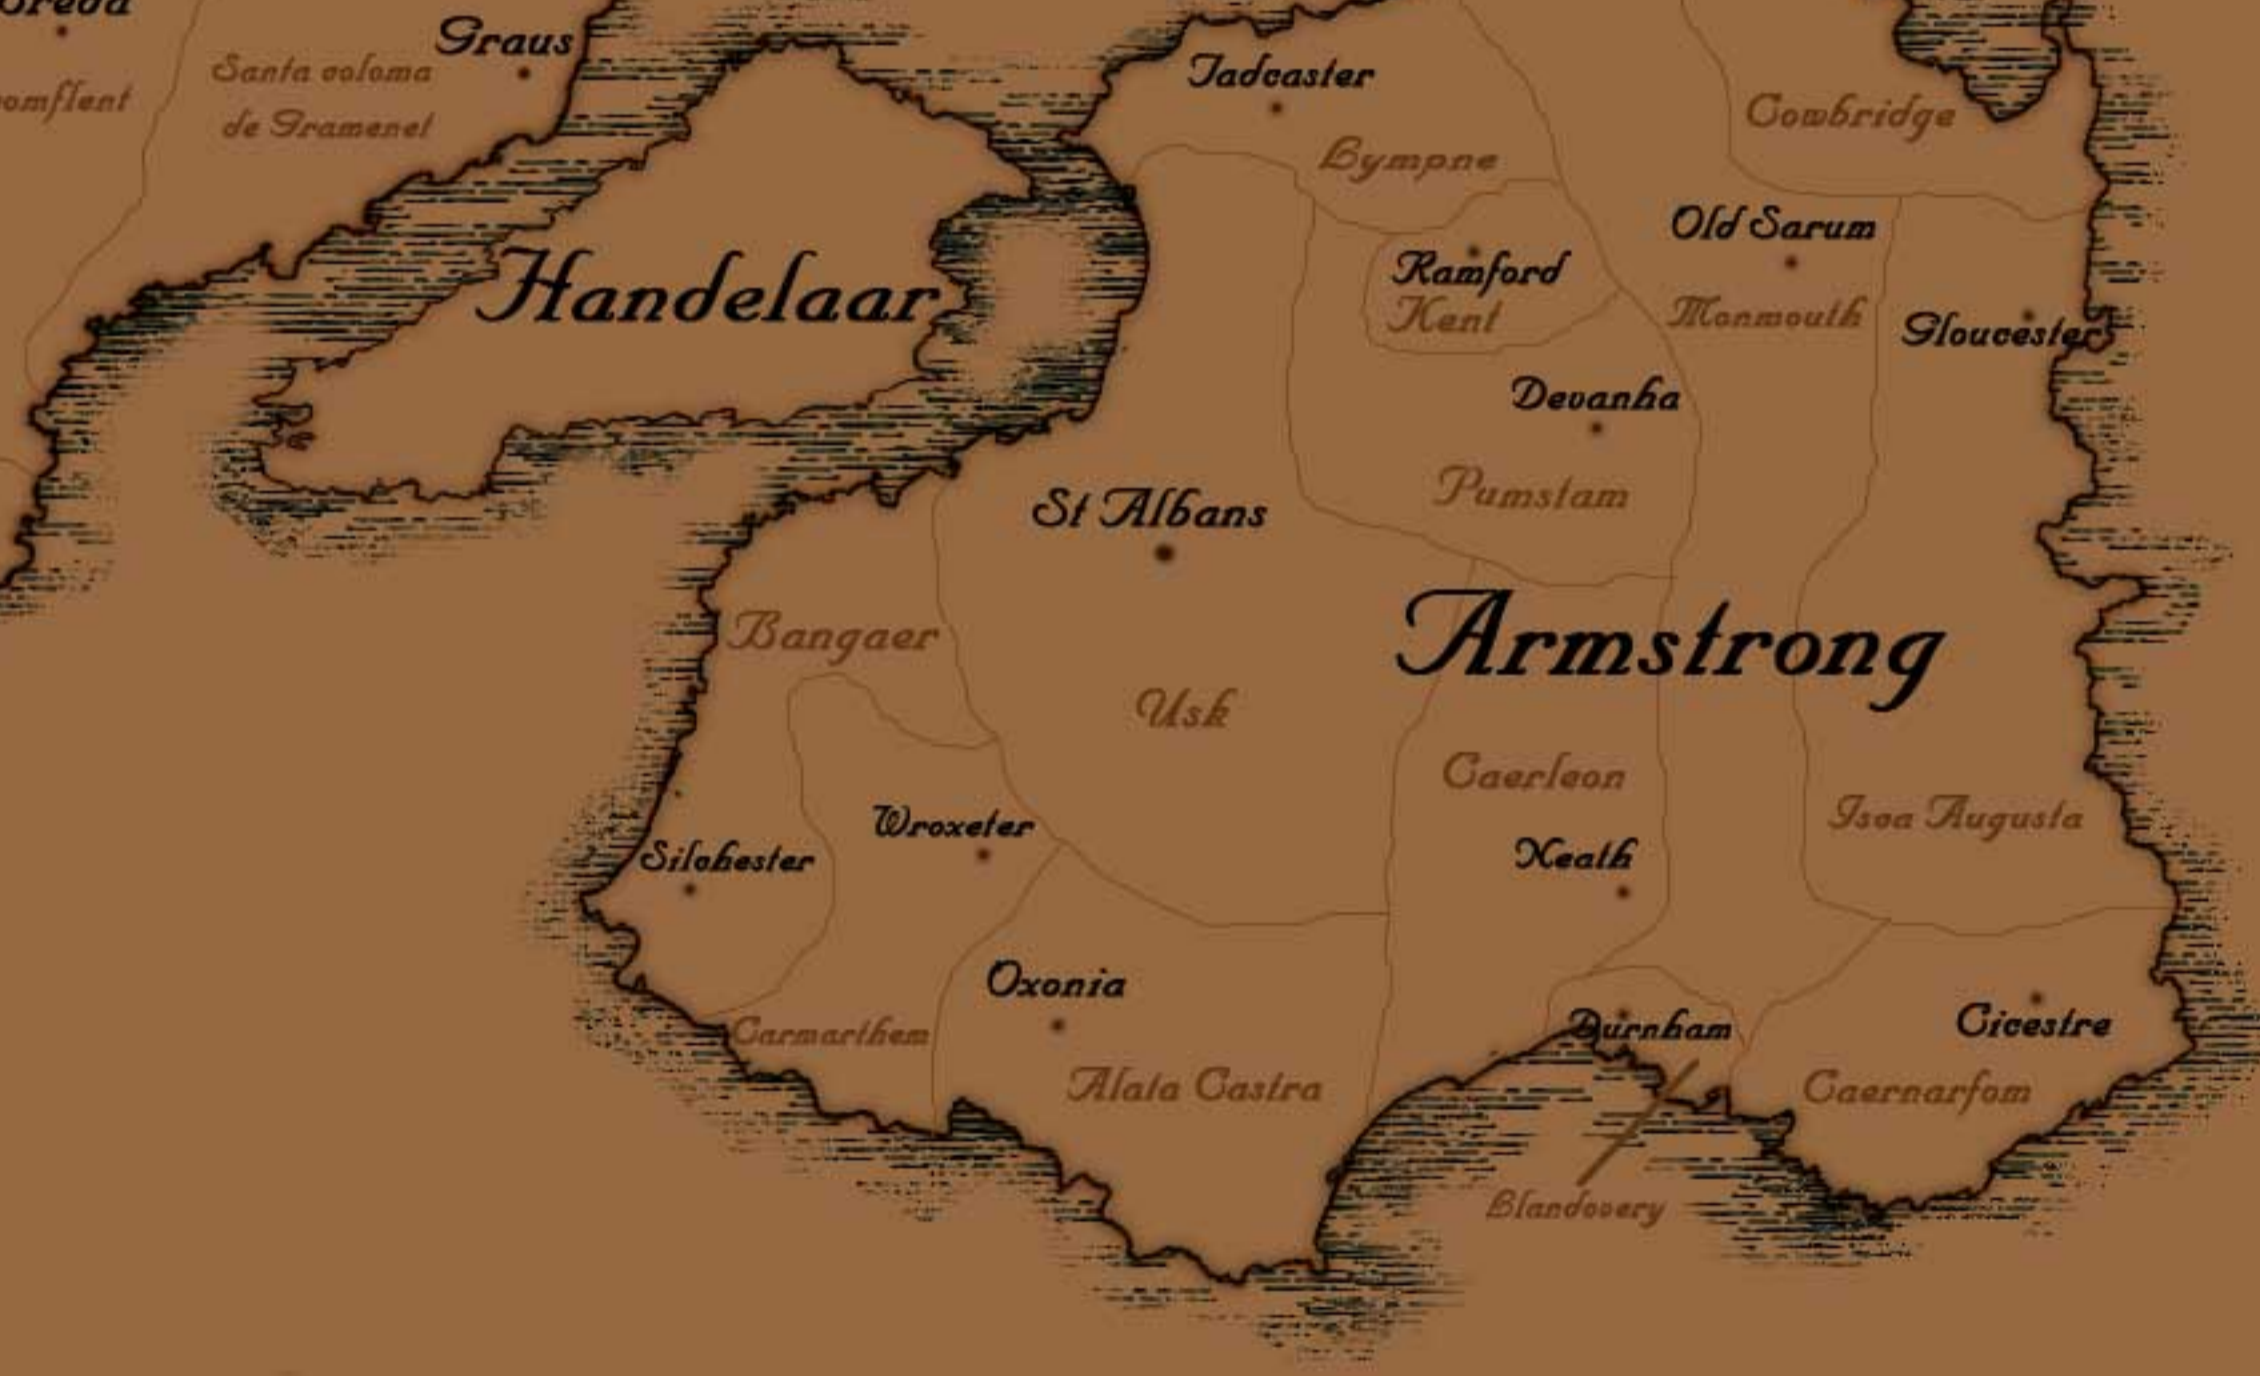 Graus
Santa coloma
de Gramenet
Tadcaster
Lympne
Cowbridge
Old Sarum
Ramford
Kent
Monmouth
Gloucester
Handelaar
Devanha
Pumstam
St Albans
Bangaer
Armstrong
Usk
Caerleon
Isca Augusta
Wroxeter
Silchester
Neath
Oxonia
Durnham
Cicestre
Carmarthem
Alata Castra
Caernarfom
Llandovery